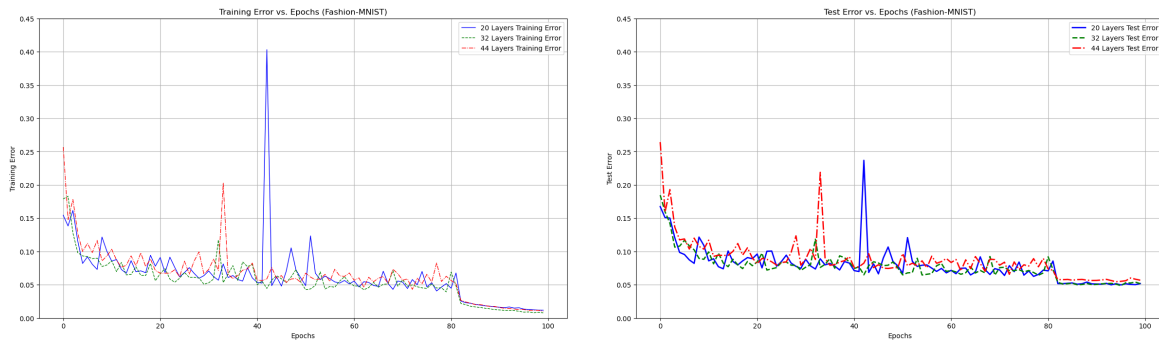 Training Error vs. Epochs (Fashion-MNIST)
0.45
0.40
0.35
0.30
0.25
0.20
0.15
0.10
0.05
0.00
Training Error
0
20
40
60
80
100
Epochs
20 Layers Training Error
32 Layers Training Error
44 Layers Training Error
Test Error vs. Epochs (Fashion-MNIST)
0.45
0.40
0.35
0.30
0.25
0.20
0.15
0.10
0.05
0.00
Test Error
0
20
40
60
80
100
Epochs
20 Layers Test Error
32 Layers Test Error
44 Layers Test Error